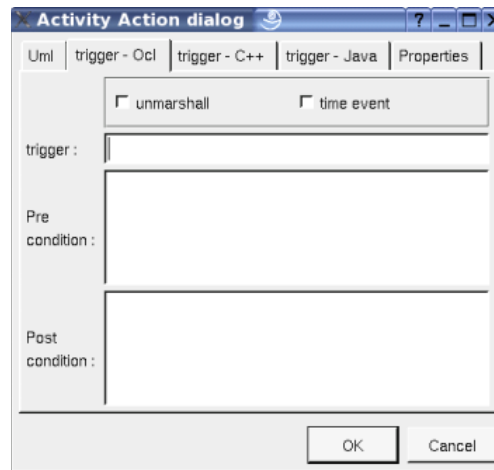 Activity Action dialog
Uml trigger - Ocl trigger - C++ trigger - Java Properties
unmarshall time event
trigger :
Pre
condition :
Post
condition :
OK Cancel